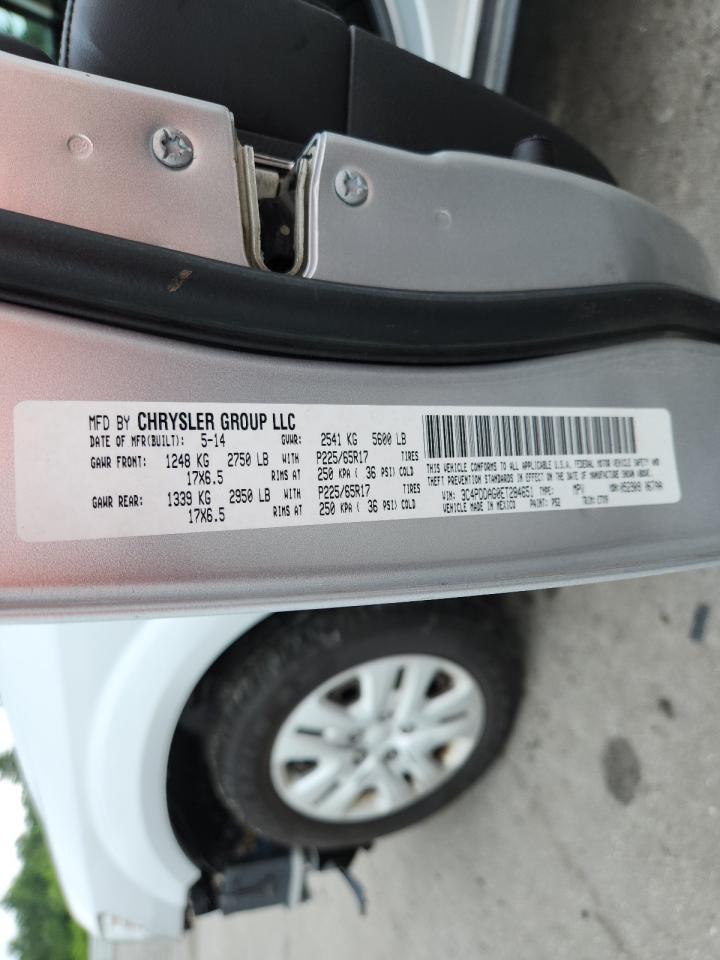 MFD BY CHRYSLER GROUP LLC
DATE OF MFR(BUILT): 5-14 GVWR: 2541 KG 5600 LB
GAWR FRONT: 1248 KG 2750 LB WITH P225/65R17 TIRES
17X6.5 RIMS AT 250 KPA ( 36 PSI) COLD
GAWR REAR: 1339 KG 2950 LB WITH P225/65R17 TIRES
17X6.5 RIMS AT 250 KPA ( 36 PSI) COLD
THIS VEHICLE CONFORMS TO ALL APPLICABLE U.S.A. FEDERAL MOTOR VEHICLE SAFETY AND
THEFT PREVENTION STANDARDS IN EFFECT ON THE DATE OF MANUFACTURE SHOWN ABOVE.
VIN: 3C4PDDAG0ET284651 TYPE: MPV MDH:
VEHICLE MADE IN MEXICO PAINT: PS2 TRIM: